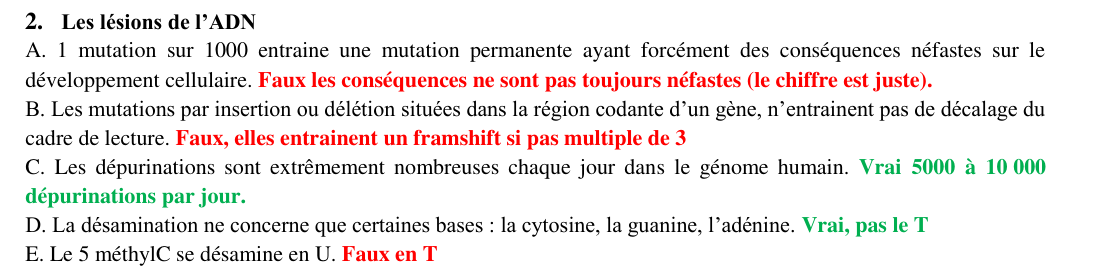 2. Les lésions de l’ADN
A. 1 mutation sur 1000 entraine une mutation permanente ayant forcément des conséquences néfastes sur le
développement cellulaire. Faux les conséquences ne sont pas toujours néfastes (le chiffre est juste).
B. Les mutations par insertion ou délétion situées dans la région codante d’un gène, n’entrainent pas de décalage du
cadre de lecture. Faux, elles entrainent un framshift si pas multiple de 3
C. Les dépurinations sont extrêmement nombreuses chaque jour dans le génome humain. Vrai 5000 à 10 000
dépurinations par jour.
D. La désamination ne concerne que certaines bases : la cytosine, la guanine, l’adénine. Vrai, pas le T
E. Le 5 méthylC se désamine en U. Faux en T